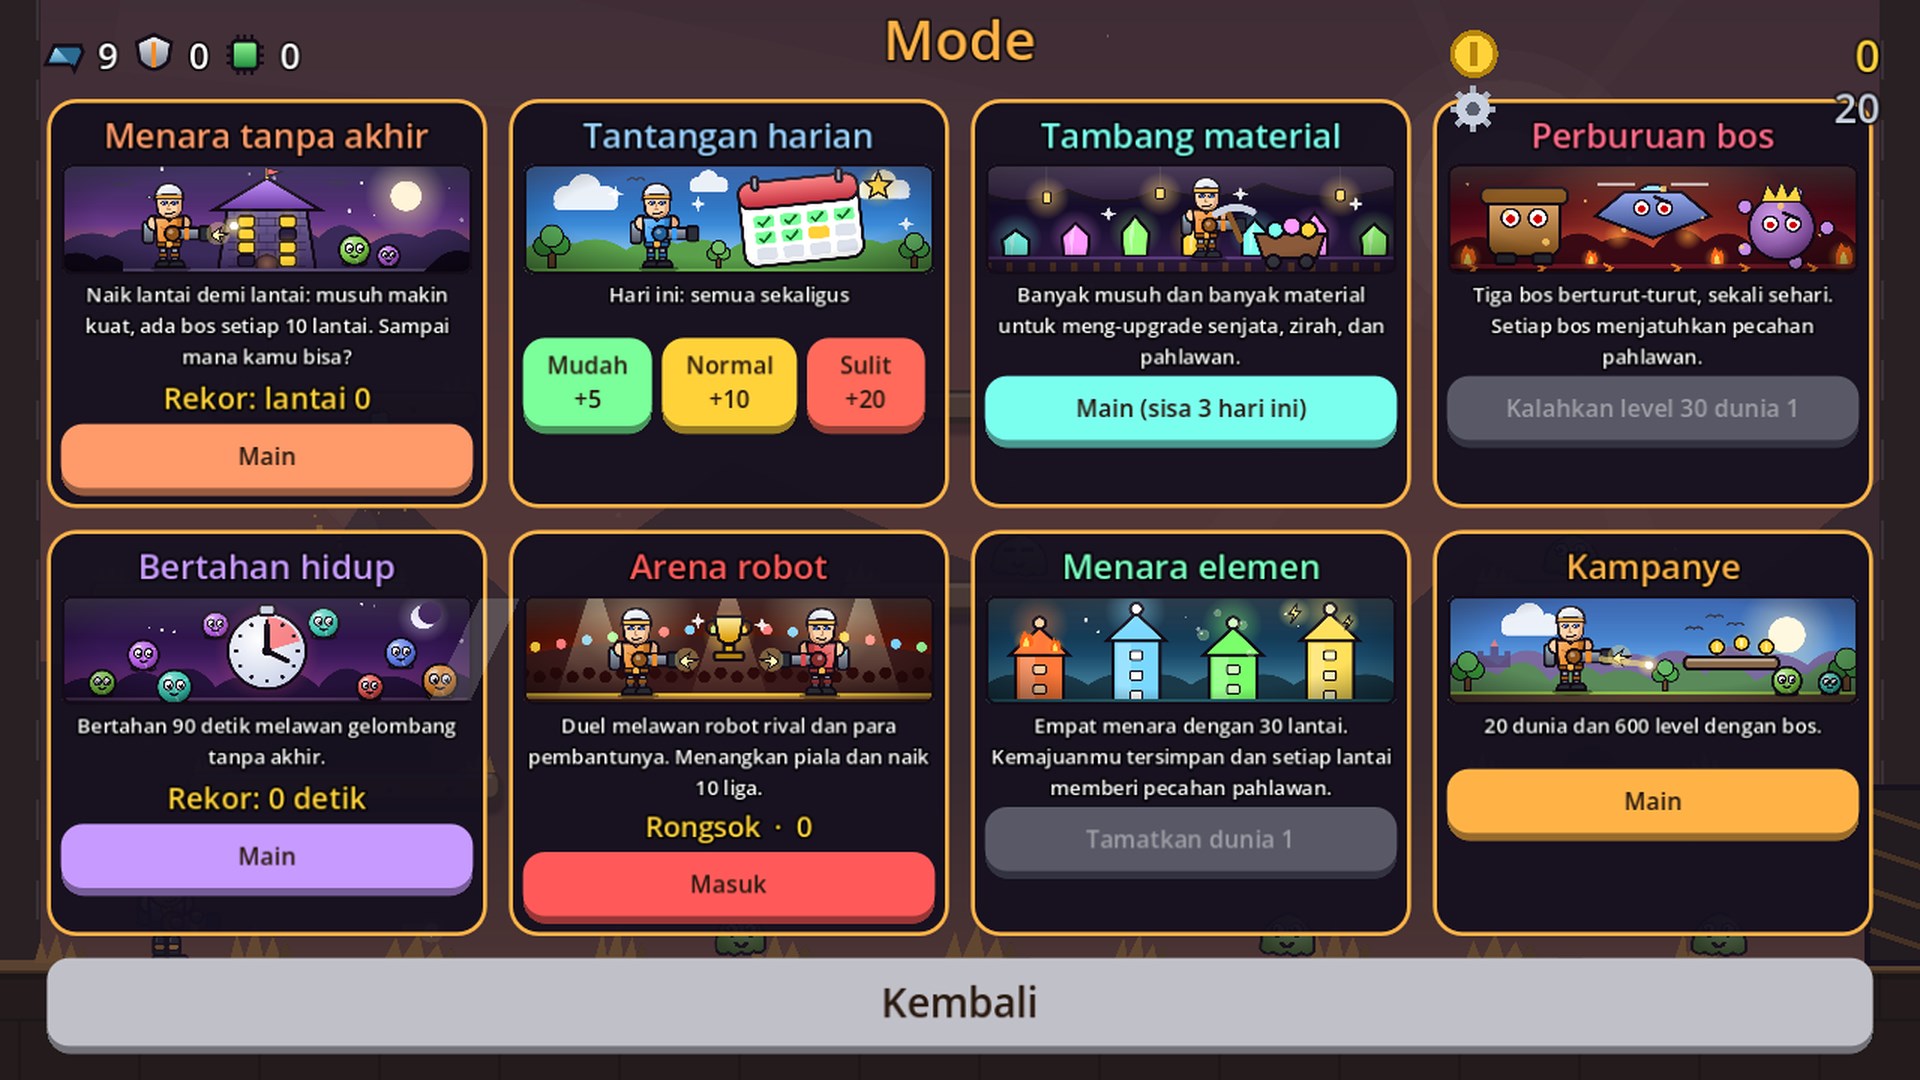 9 0 0
Mode
0
20
Menara tanpa akhir
Naik lantai demi lantai: musuh makin
kuat, ada bos setiap 10 lantai. Sampai
mana kamu bisa?
Rekor: lantai 0
Main
Tantangan harian
Hari ini: semua sekaligus
Mudah
+5
Normal
+10
Sulit
+20
Tambang material
Banyak musuh dan banyak material
untuk meng-upgrade senjata, zirah, dan
pahlawan.
Main (sisa 3 hari ini)
Perburuan bos
Tiga bos berturut-turut, sekali sehari.
Setiap bos menjatuhkan pecahan
pahlawan.
Kalahkan level 30 dunia 1
Bertahan hidup
Bertahan 90 detik melawan gelombang
tanpa akhir.
Rekor: 0 detik
Main
Arena robot
Duel melawan robot rival dan para
pembantunya. Menangkan piala dan naik
10 liga.
Rongsok · 0
Masuk
Menara elemen
Empat menara dengan 30 lantai.
Kemajuanmu tersimpan dan setiap lantai
memberi pecahan pahlawan.
Tamatkan dunia 1
Kampanye
20 dunia dan 600 level dengan bos.
Main
Kembali